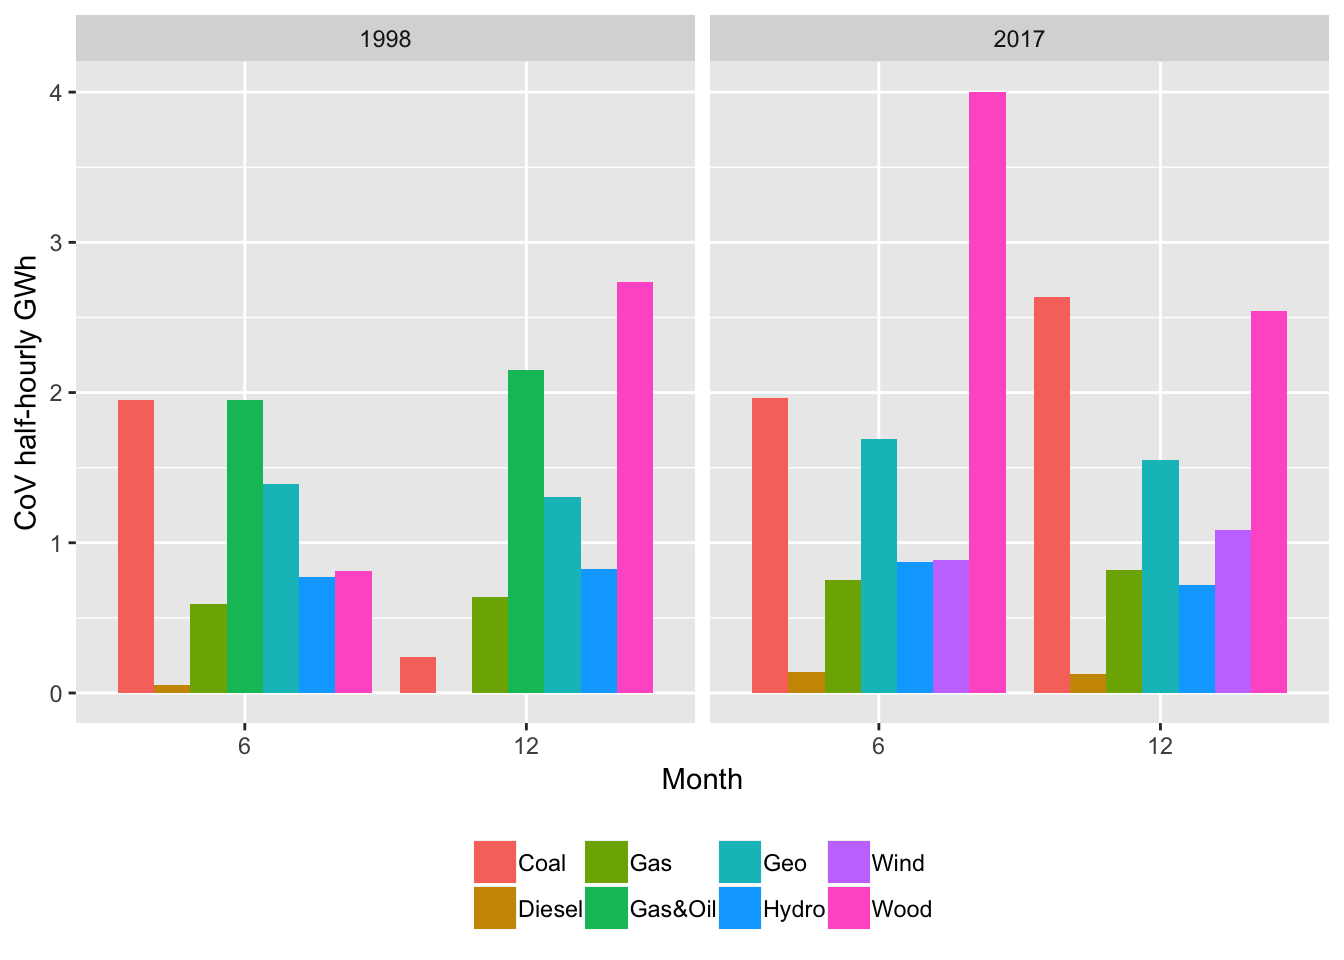 1998
2017
CoV half-hourly GWh
4
3
2
1
0
6
12
6
12
Month
Coal
Gas
Geo
Wind
Diesel
Gas&Oil
Hydro
Wood